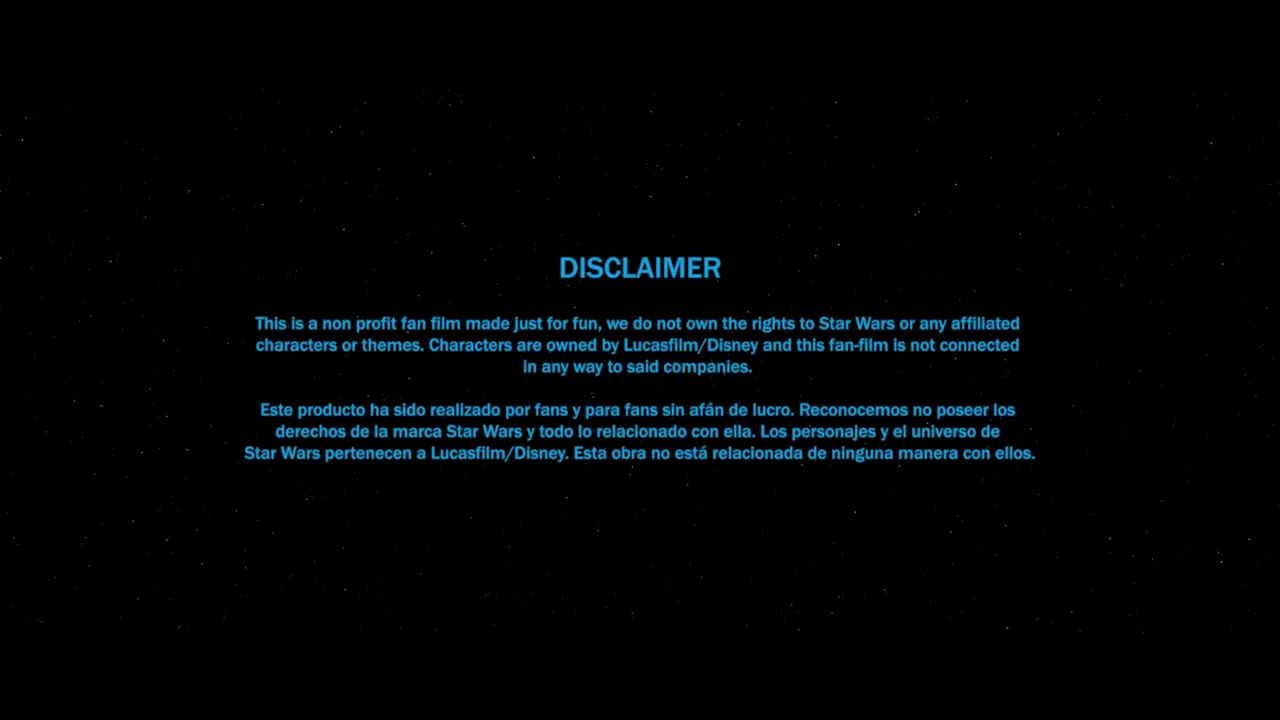 DISCLAIMER
This is a non profit fan film made just for fun, we do not own the rights to Star Wars or any affiliated
characters or themes. Characters are owned by Lucasfilm/Disney and this fan-film is not connected
in any way to said companies.
Este producto ha sido realizado por fans y para fans sin afán de lucro. Reconocemos no poseer los
derechos de la marca Star Wars y todo lo relacionado con ella. Los personajes y el universo de
Star Wars pertenecen a Lucasfilm/Disney. Esta obra no está relacionada de ninguna manera con ellos.